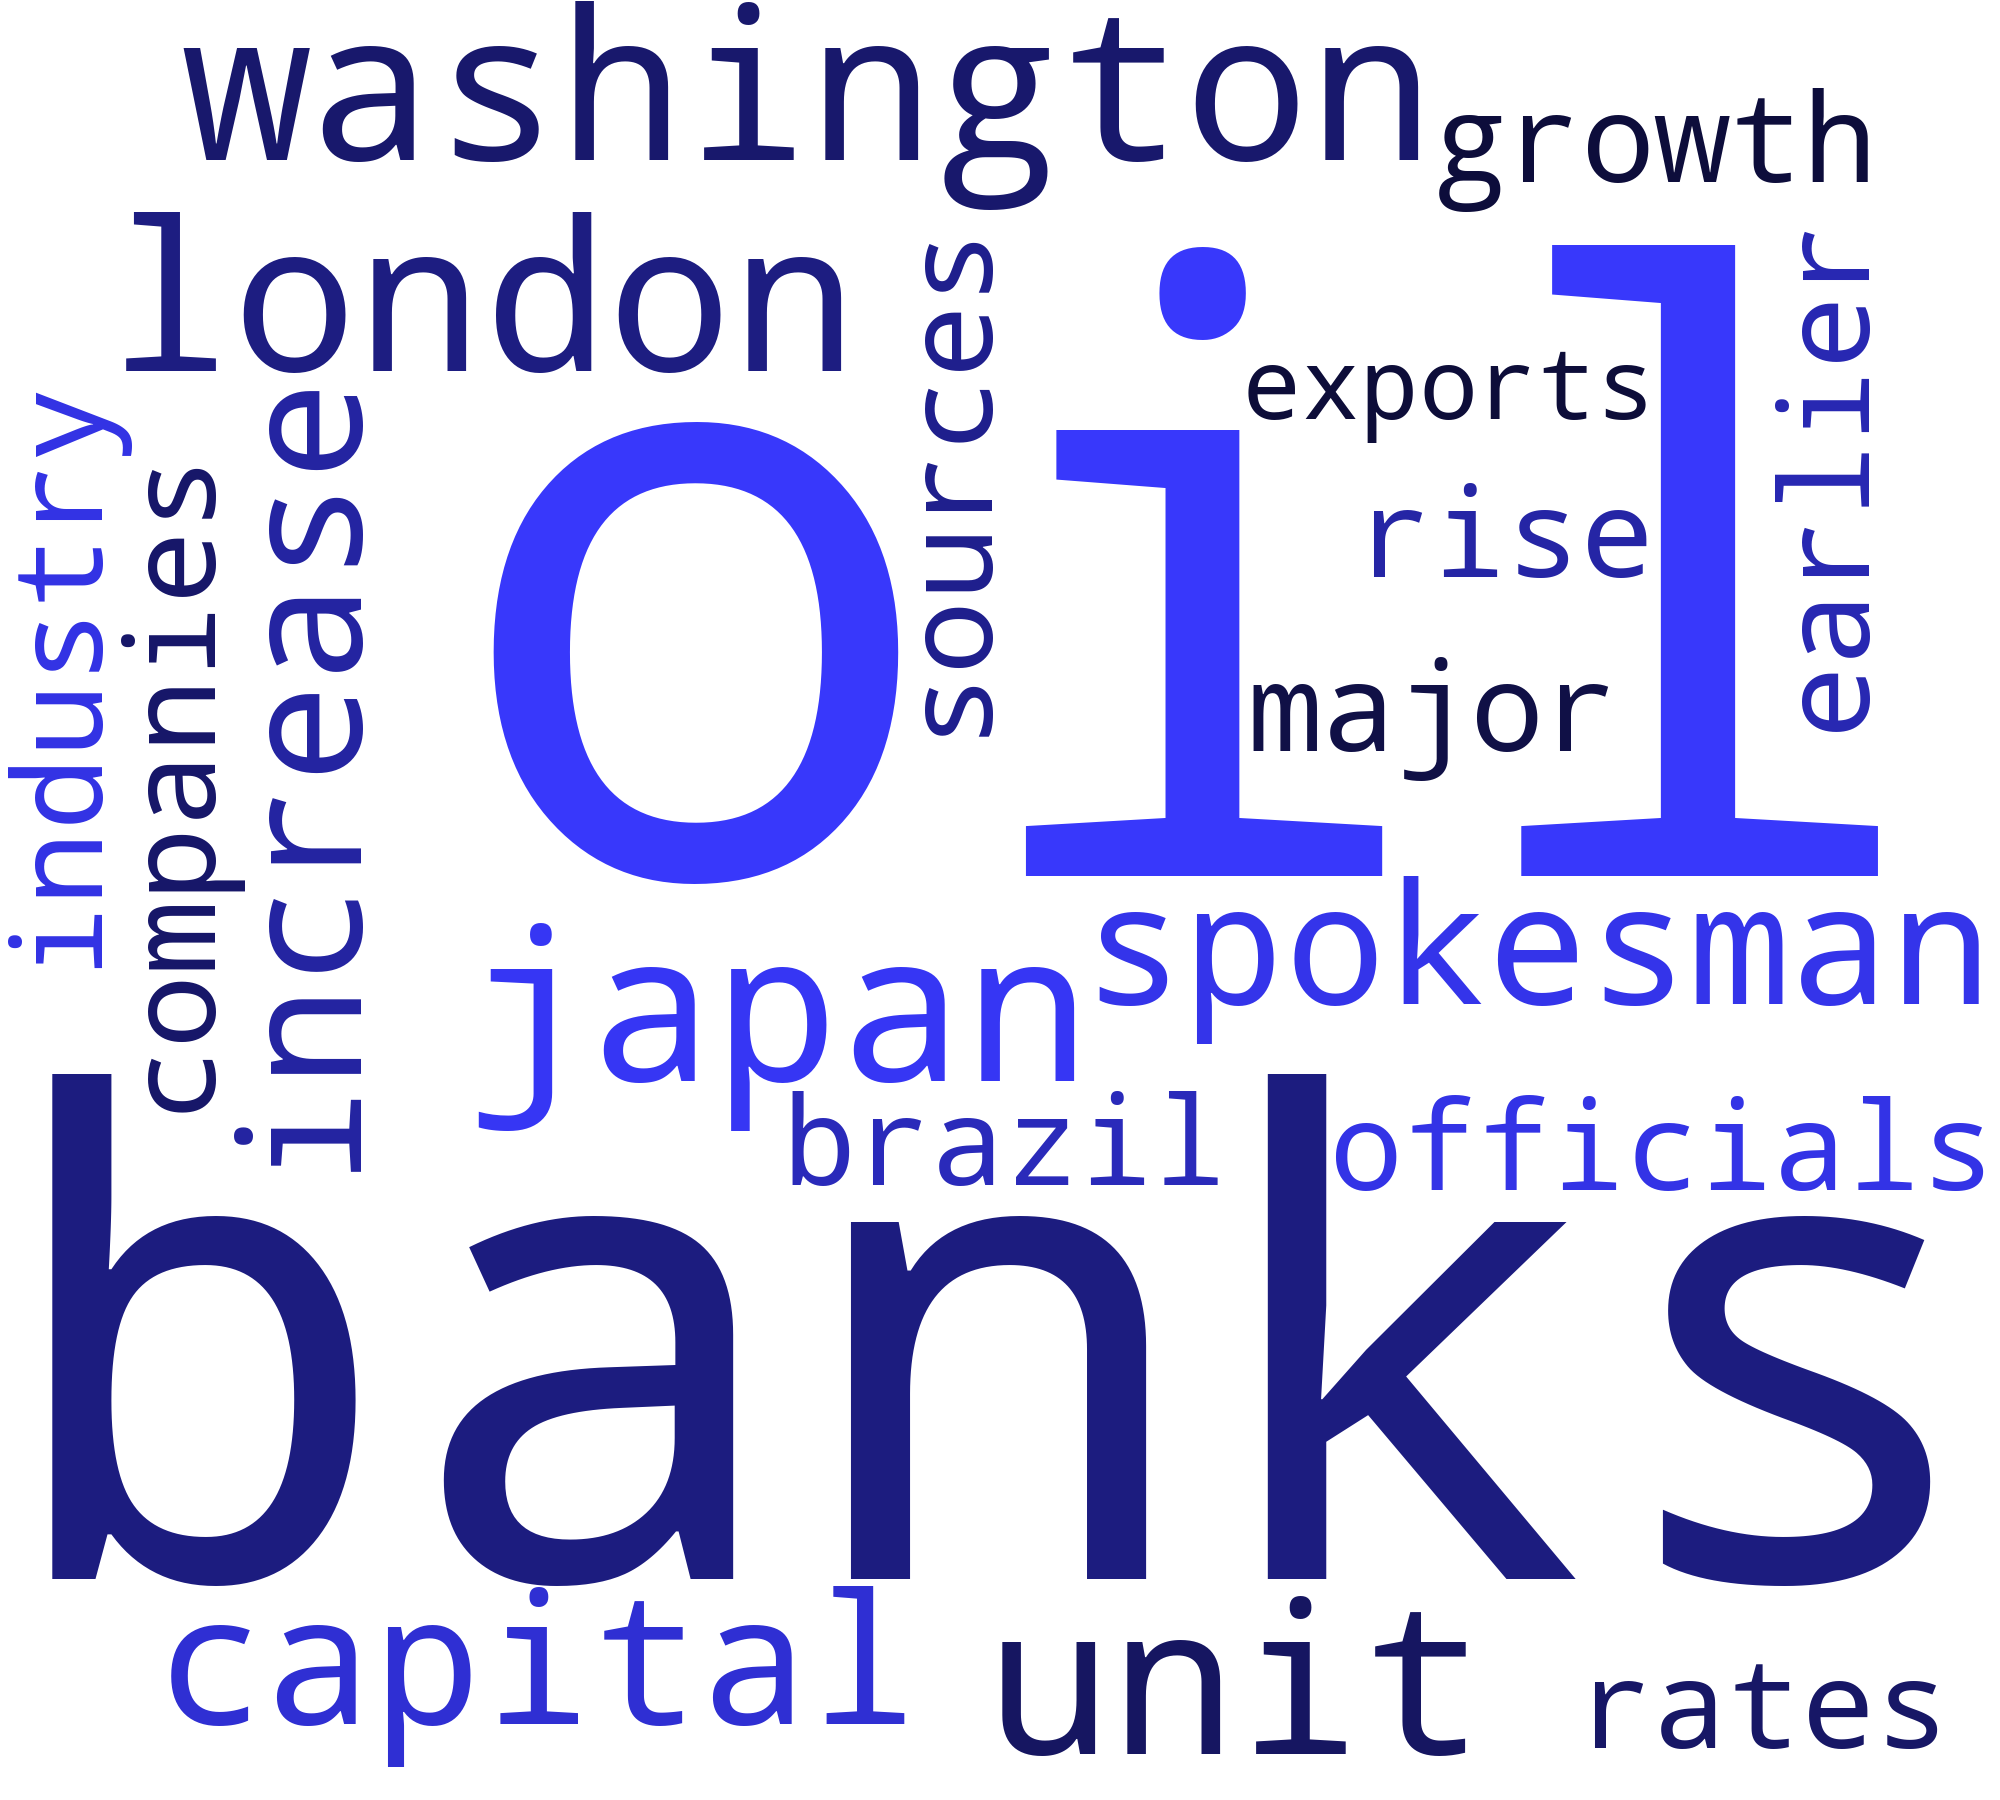 washington
growth
london
sources
oil
earlier
exports
rise
major
industry
companies
increase
spokesman
japan
brazil
officials
banks
capital
unit
rates